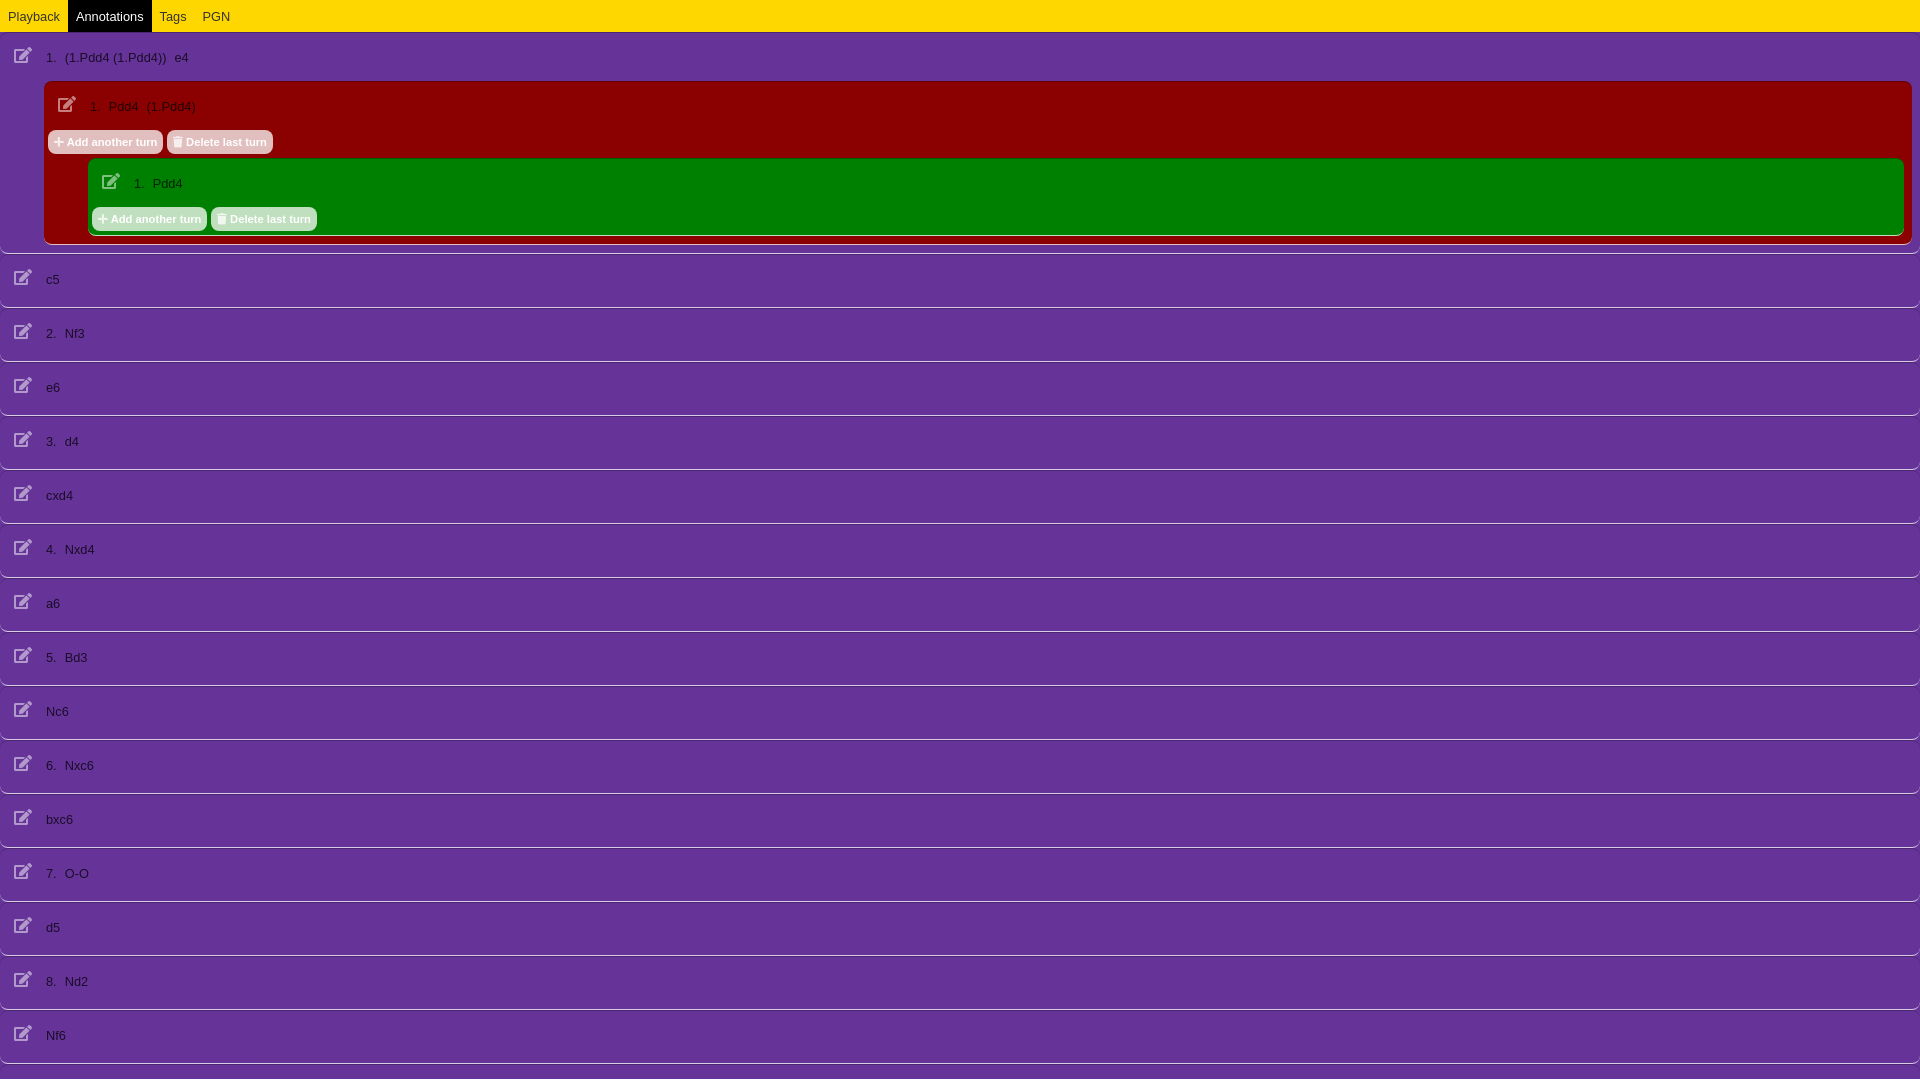 Playback Annotations Tags PGN
1. (1.Pdd4 (1.Pdd4)) e4
1. Pdd4 (1.Pdd4)
Add another turn Delete last turn
1. Pdd4
Add another turn Delete last turn
c5
2. Nf3
e6
3. d4
cxd4
4. Nxd4
a6
5. Bd3
Nc6
6. Nxc6
bxc6
7. O-O
d5
8. Nd2
Nf6